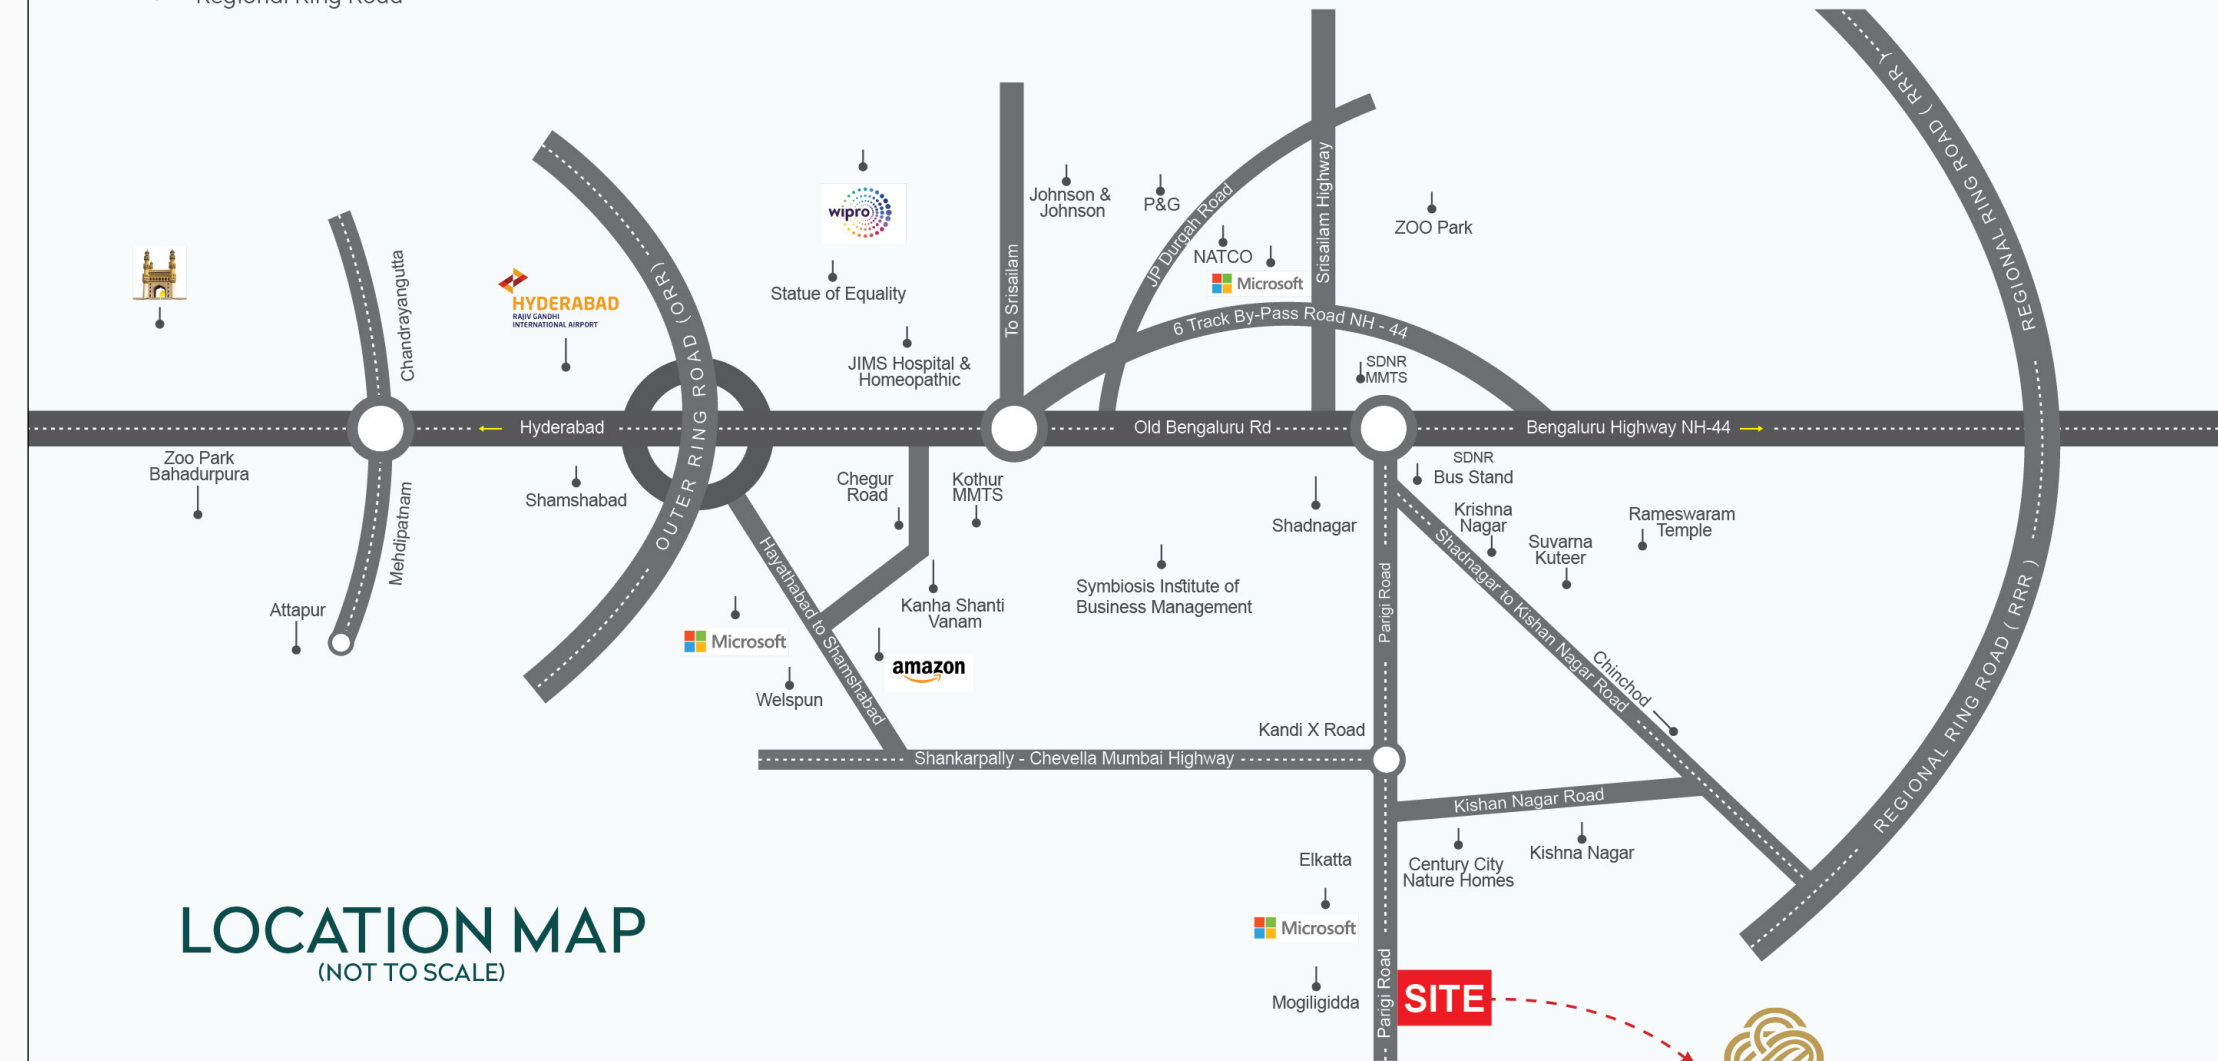 Regional Ring Road
REGIONAL RING ROAD ( RRR )
Johnson &
Johnson
P&G
JP Durgah Road
Srisailam Highway
ZOO Park
wipro
NATCO
Microsoft
Chandrayangutta
HYDERABAD
RAJIV GANDHI
INTERNATIONAL AIRPORT
OUTER RING ROAD (ORR)
Statue of Equality
To Srisailam
6 Track By-Pass Road NH - 44
JIMS Hospital &
Homeopathic
SDNR
MMTS
Hyderabad
Old Bengaluru Rd
Bengaluru Highway NH-44
Zoo Park
Bahadurpura
Mehdipatnam
Shamshabad
Chegur
Road
Kothur
MMTS
Shadnagar
SDNR
Bus Stand
Krishna
Nagar
Suvarna
Kuteer
Rameswaram
Temple
Attapur
Hayathabad to Shamshabad
Kanha Shanti
Vanam
Symbiosis Institute of
Business Management
Parigi Road
Shadnagar to Kishan Nagar Road
Chinchod
REGIONAL RING ROAD ( RRR )
Microsoft
Welspun
amazon
Kandi X Road
Shankarpally - Chevella Mumbai Highway
Kishan Nagar Road
Elkatta
Century City
Nature Homes
Kishna Nagar
Microsoft
Mogiligidda
Parigi Road
SITE
LOCATION MAP
(NOT TO SCALE)